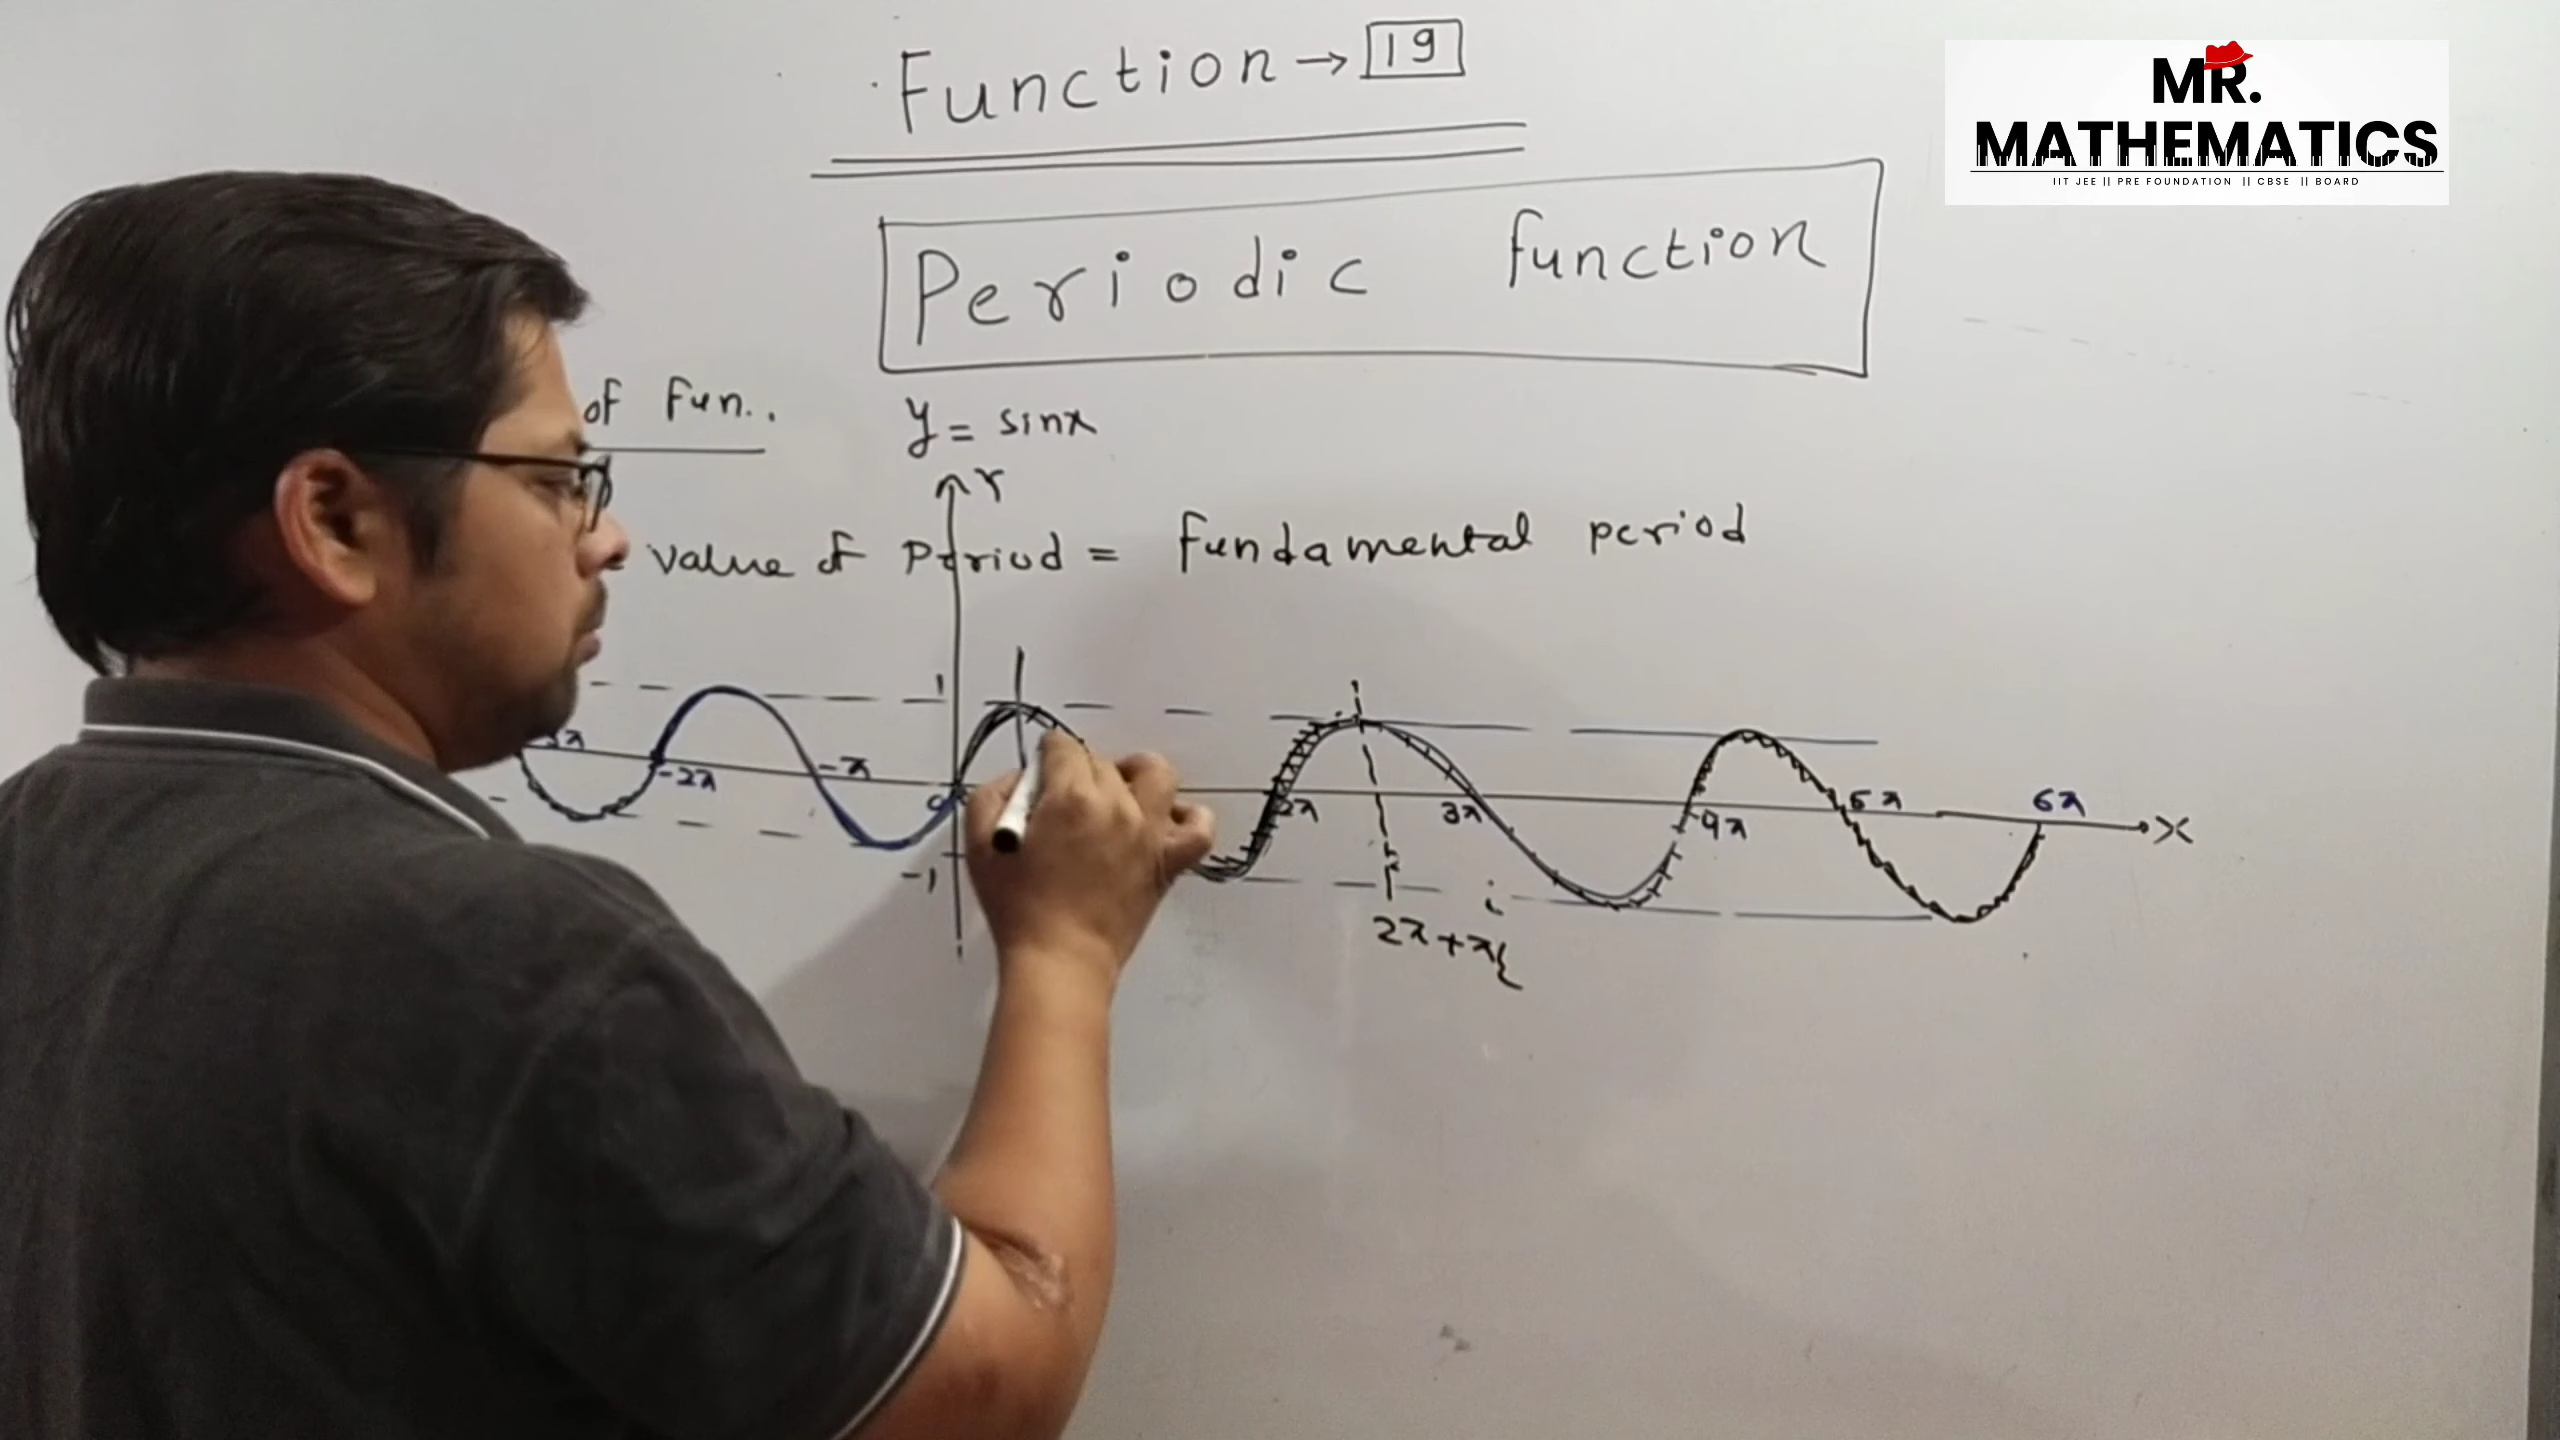 Function → 19
MR.
MATHEMATICS
IIT JEE || PRE FOUNDATION || CBSE || BOARD
Periodic function
of Fun..
y = sinx
Y
value of Period = fundamental period
1
-2π
-π
0
2π
3π
4π
5π
6π
X
-1
2π+π/2